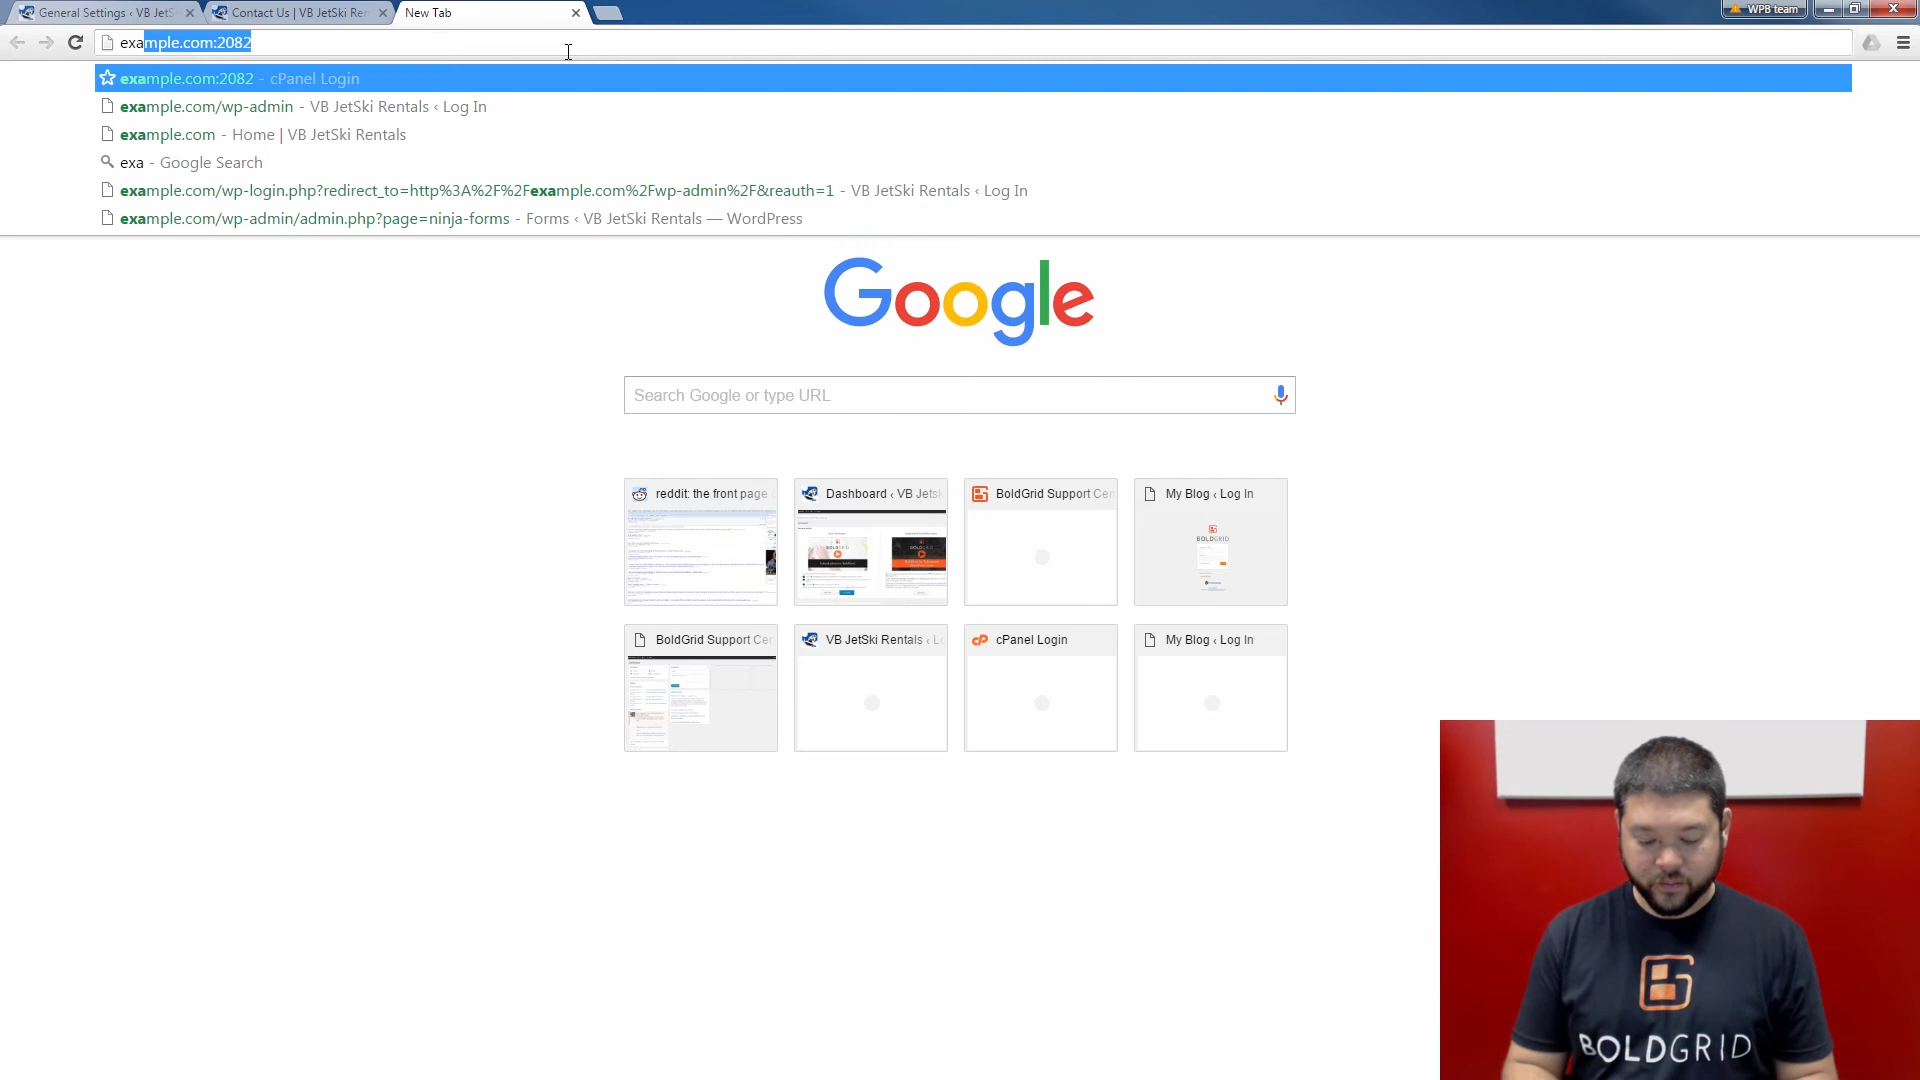 General Settings ‹ VB JetS
Contact Us | VB JetSki Ren
New Tab
WPB team
example.com:2082
example.com:2082 - cPanel Login
example.com/wp-admin - VB JetSki Rentals ‹ Log In
example.com - Home | VB JetSki Rentals
exa - Google Search
example.com/wp-login.php?redirect_to=http%3A%2F%2Fexample.com%2Fwp-admin%2F&reauth=1 - VB JetSki Rentals ‹ Log In
example.com/wp-admin/admin.php?page=ninja-forms - Forms ‹ VB JetSki Rentals — WordPress
Google
Search Google or type URL
reddit: the front page
Dashboard ‹ VB Jets
BoldGrid Support Cen
My Blog ‹ Log In
BOLDGRID
BoldGrid Support Cen
VB JetSki Rentals ‹ Lo
cPanel Login
My Blog ‹ Log In
BOLDGRID